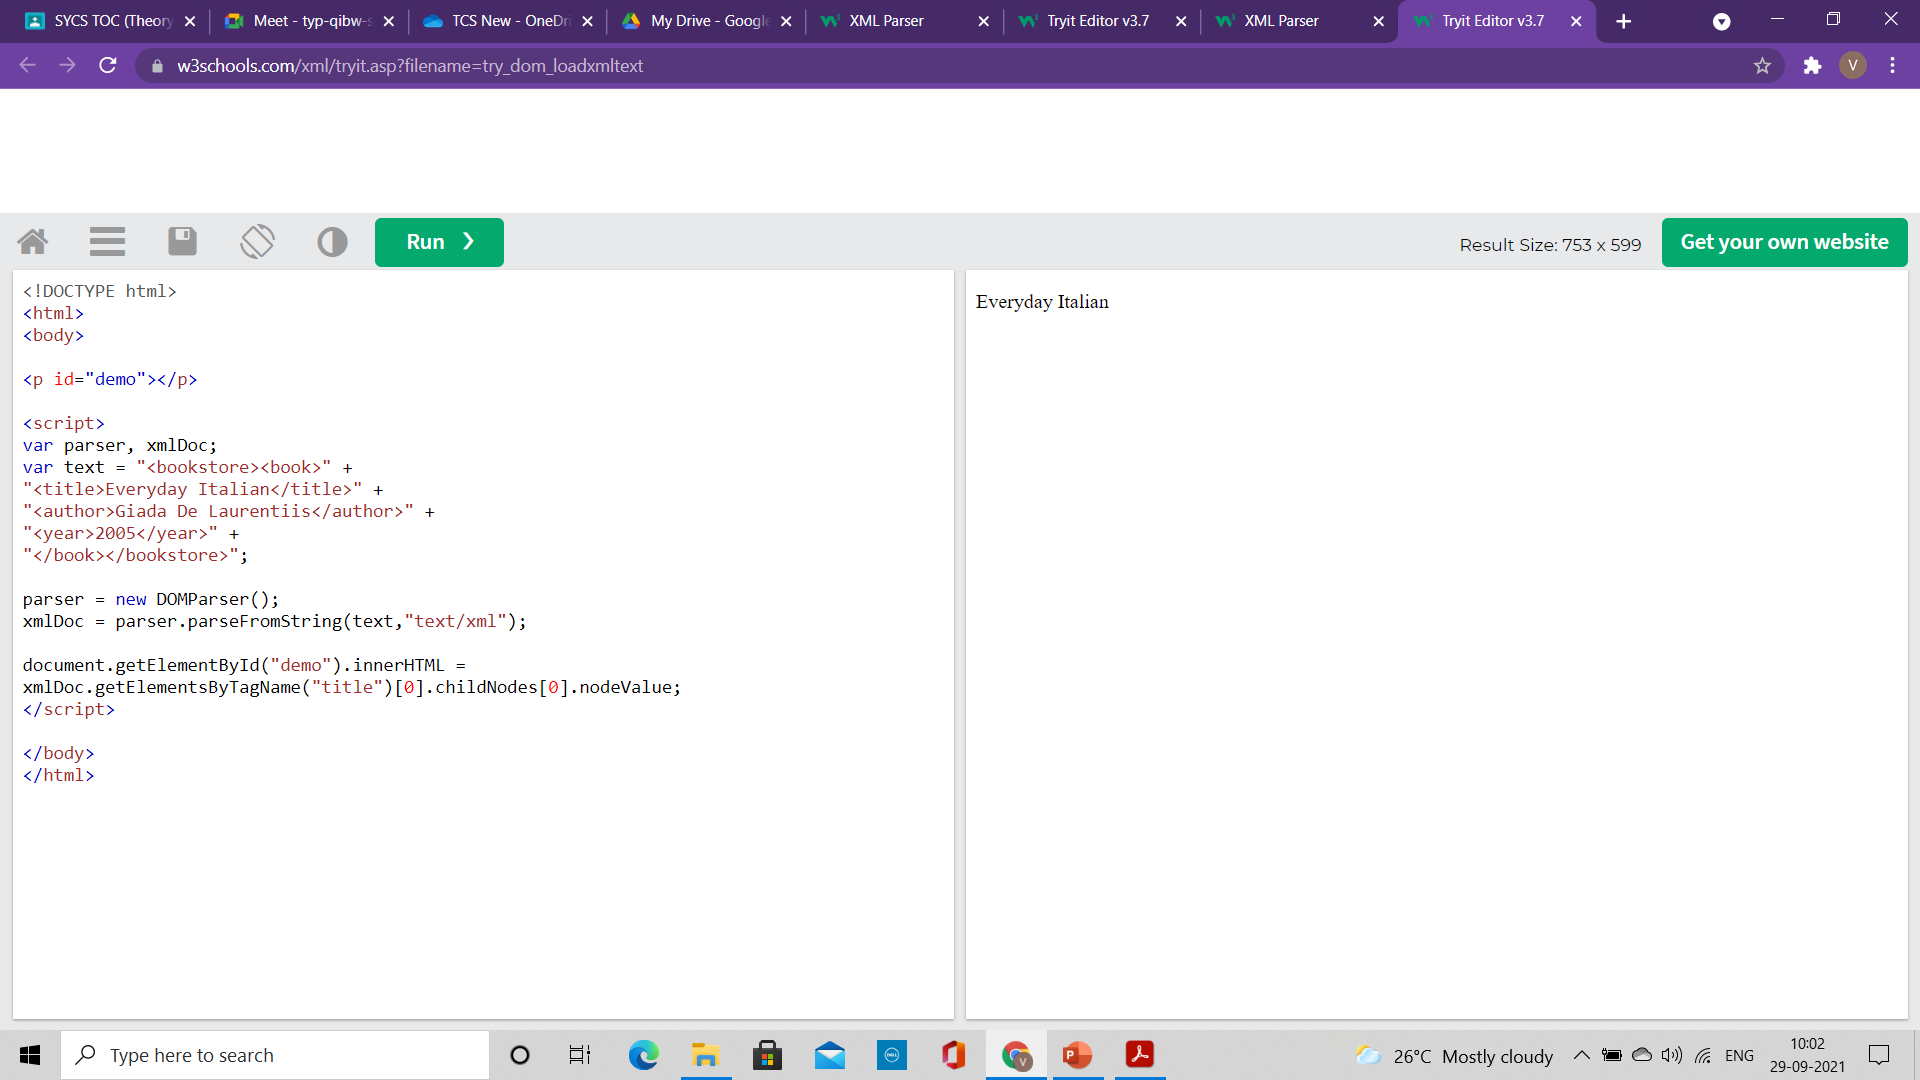 SYCS TOC (Theory
Meet - typ-qibw-s
TCS New - OneDri
My Drive - Google
XML Parser
Tryit Editor v3.7
XML Parser
Tryit Editor v3.7
w3schools.com/xml/tryit.asp?filename=try_dom_loadxmltext
V
Run ❯
Result Size: 753 x 599
Get your own website
<!DOCTYPE html>
<html>
<body>
<p id="demo"></p>
<script>
var parser, xmlDoc;
var text = "<bookstore><book>" +
"<title>Everyday Italian</title>" +
"<author>Giada De Laurentiis</author>" +
"<year>2005</year>" +
"</book></bookstore>";
parser = new DOMParser();
xmlDoc = parser.parseFromString(text,"text/xml");
document.getElementById("demo").innerHTML =
xmlDoc.getElementsByTagName("title")[0].childNodes[0].nodeValue;
</script>
</body>
</html>
Everyday Italian
Type here to search
26°C Mostly cloudy
ENG
10:02
29-09-2021